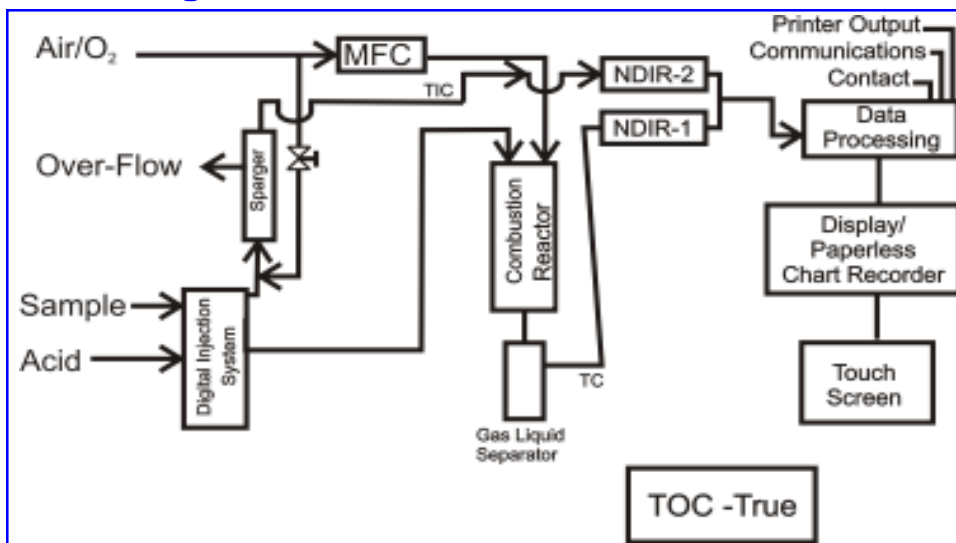 Printer Output
Communications
Contact
Air/O₂
MFC
TIC
NDIR-2
NDIR-1
Data
Processing
Over-Flow
Sparger
Combustion
Reactor
Display/
Paperless
Chart Recorder
Sample
Acid
Digital Injection
System
TC
Touch
Screen
Gas Liquid
Separator
TOC -True